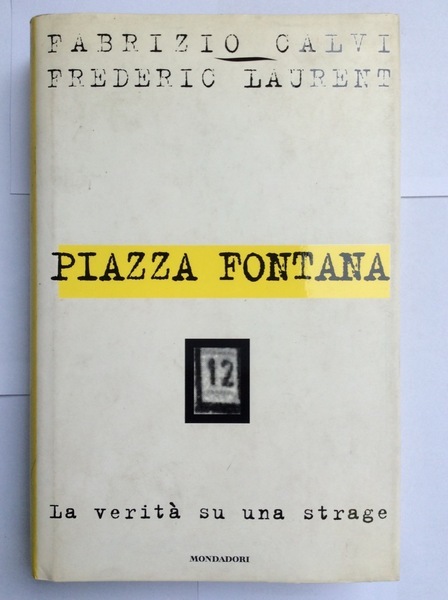 FABRIZIO CALVI
FREDERIC LAURENT
PIAZZA FONTANA
12
La verità su una strage
MONDADORI